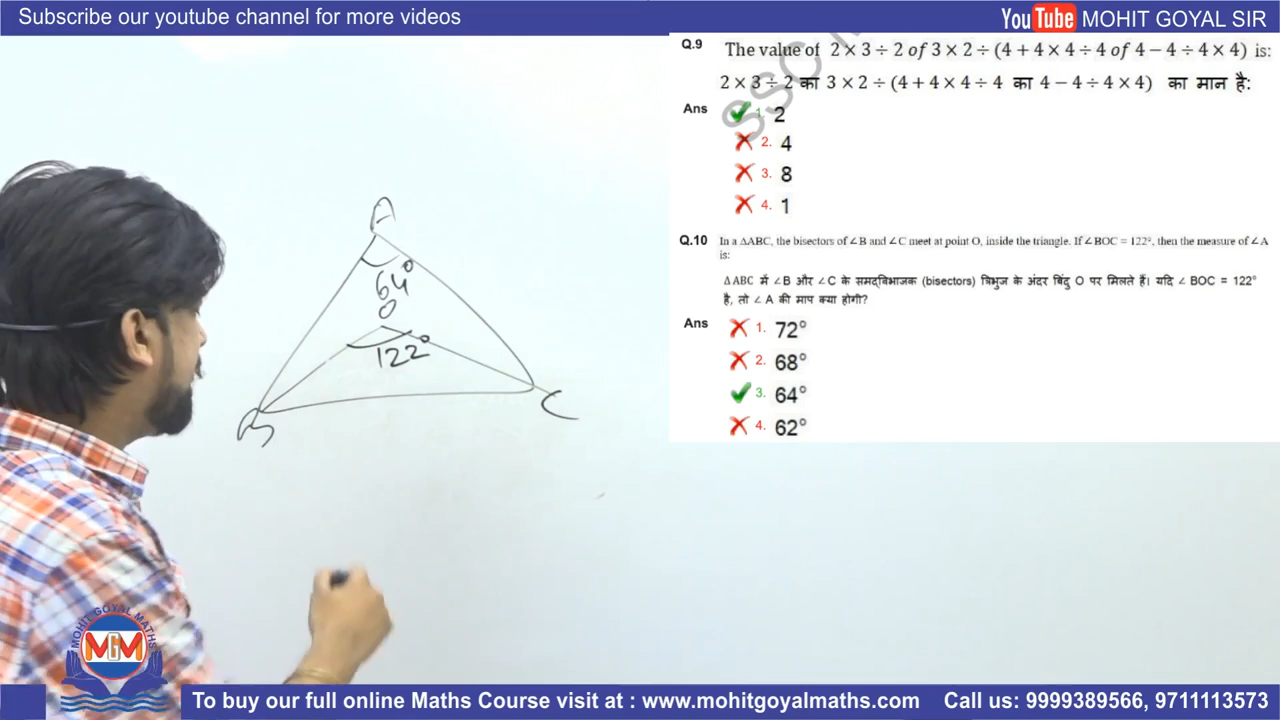 Subscribe our youtube channel for more videos
YouTube MOHIT GOYAL SIR
Q.9 The value of 2 × 3 ÷ 2 of 3 × 2 ÷ (4 + 4 × 4 ÷ 4 of 4 − 4 ÷ 4 × 4) is:
2 × 3 ÷ 2 का 3 × 2 ÷ (4 + 4 × 4 ÷ 4 का 4 − 4 ÷ 4 × 4) का मान है:
Ans 1. 2
2. 4
3. 8
4. 1
Q.10 In a ΔABC, the bisectors of ∠B and ∠C meet at point O, inside the triangle. If ∠BOC = 122°, then the measure of ∠A
is:
ΔABC में ∠B और ∠C के समद्विभाजक (bisectors) त्रिभुज के अंदर बिंदु O पर मिलते हैं। यदि ∠ BOC = 122°
है, तो ∠ A की माप क्या होगी?
Ans 1. 72°
2. 68°
3. 64°
4. 62°
SSC
A
64°
O
122°
B
C
MOHIT GOYAL MATHS
MGM
To buy our full online Maths Course visit at : www.mohitgoyalmaths.com Call us: 9999389566, 9711113573